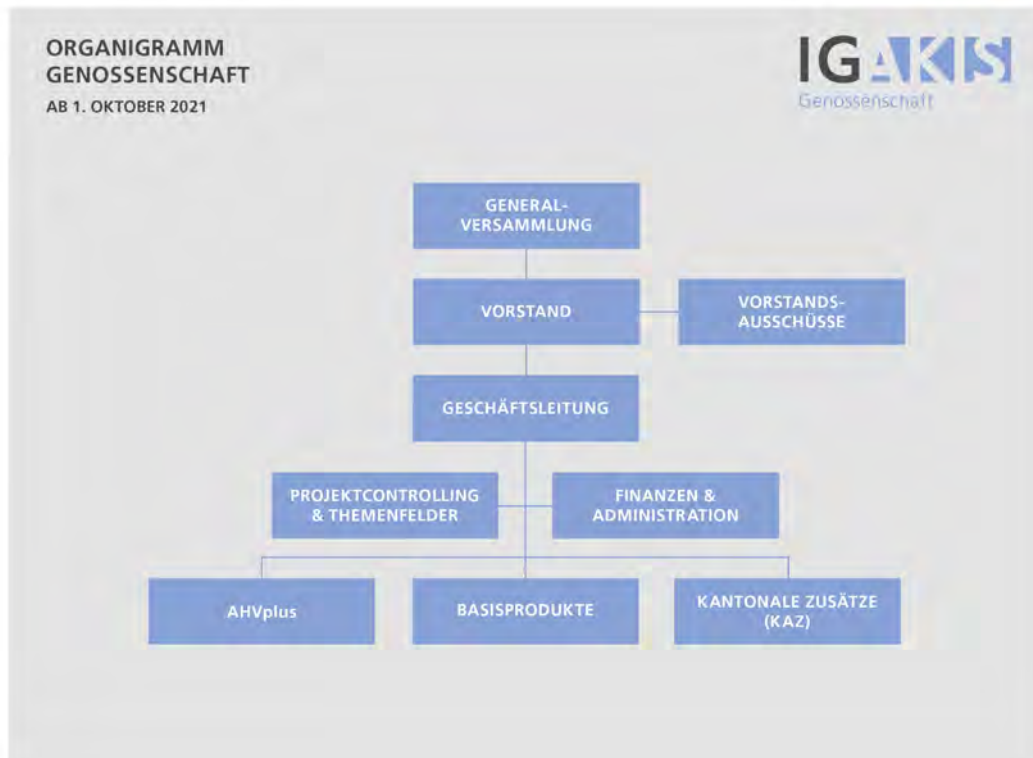 ORGANIGRAMM
GENOSSENSCHAFT
AB 1. OKTOBER 2021
IGAKIS
Genossenschaft
GENERAL-
VERSAMMLUNG
VORSTAND
VORSTANDS-
AUSSCHÜSSE
GESCHÄFTSLEITUNG
PROJEKTCONTROLLING
& THEMENFELDER
FINANZEN &
ADMINISTRATION
AHVplus
BASISPRODUKTE
KANTONALE ZUSÄTZE
(KAZ)